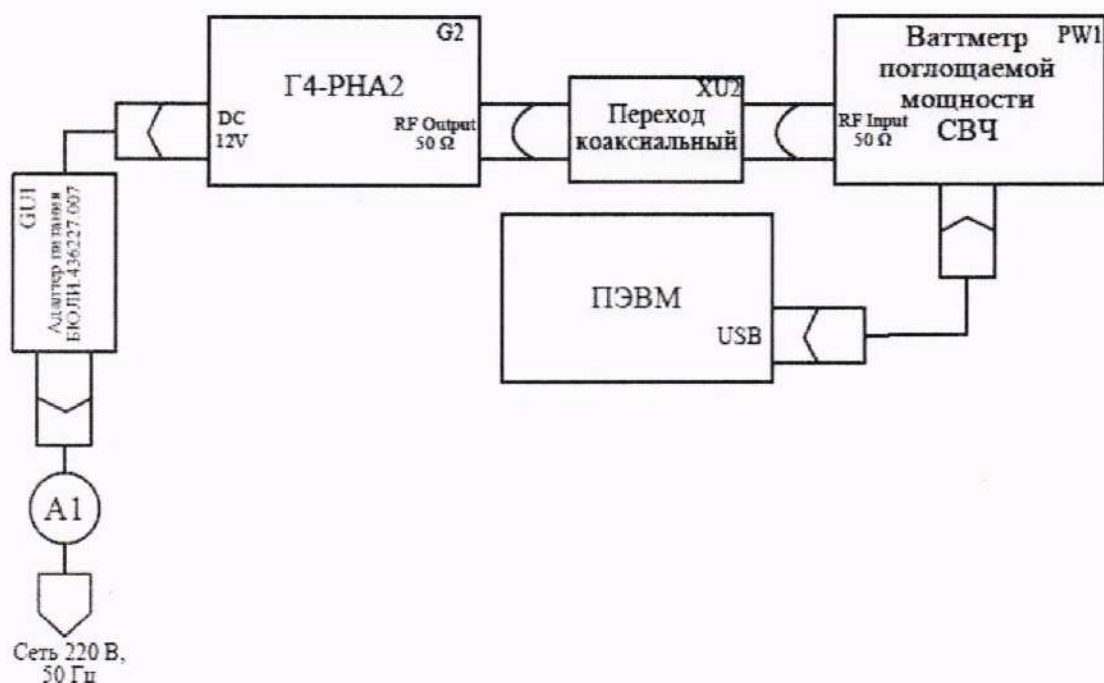 G2
Г4-РНА2
DC
12V
RF Output
50 Ω
XU2
Переход
коаксиальный
PW1
Ваттметр
поглощаемой
мощности
СВЧ
RF Input
50 Ω
GU1
Адаптер питания
БЮЛИ.436227.007
ПЭВМ
USB
А1
Сеть 220 В,
50 Гц